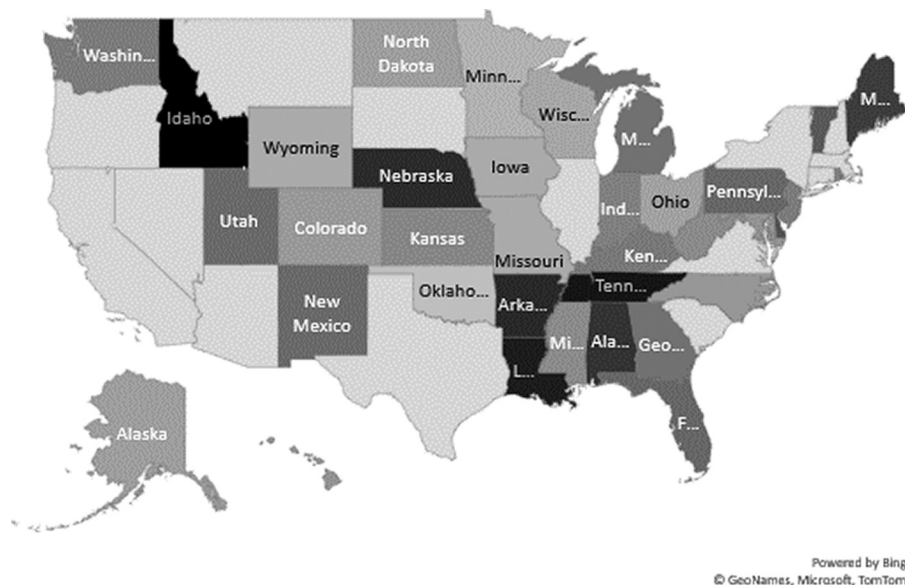 Washin ...
North
Dakota
Minn ...
M...
Idaho
Wisc...
Wyoming
M...
Nebraska
Iowa
Pennsyl ...
Utah
Colorado
Kansas
Ind...
Ohio
Ken...
Missouri
New
Mexico
Oklaho ...
Arka...
Tenn...
Mi...
Ala...
Geo...
L...
F...
Alaska
Powered by Bing
© GeoNames, Microsoft, TomTom